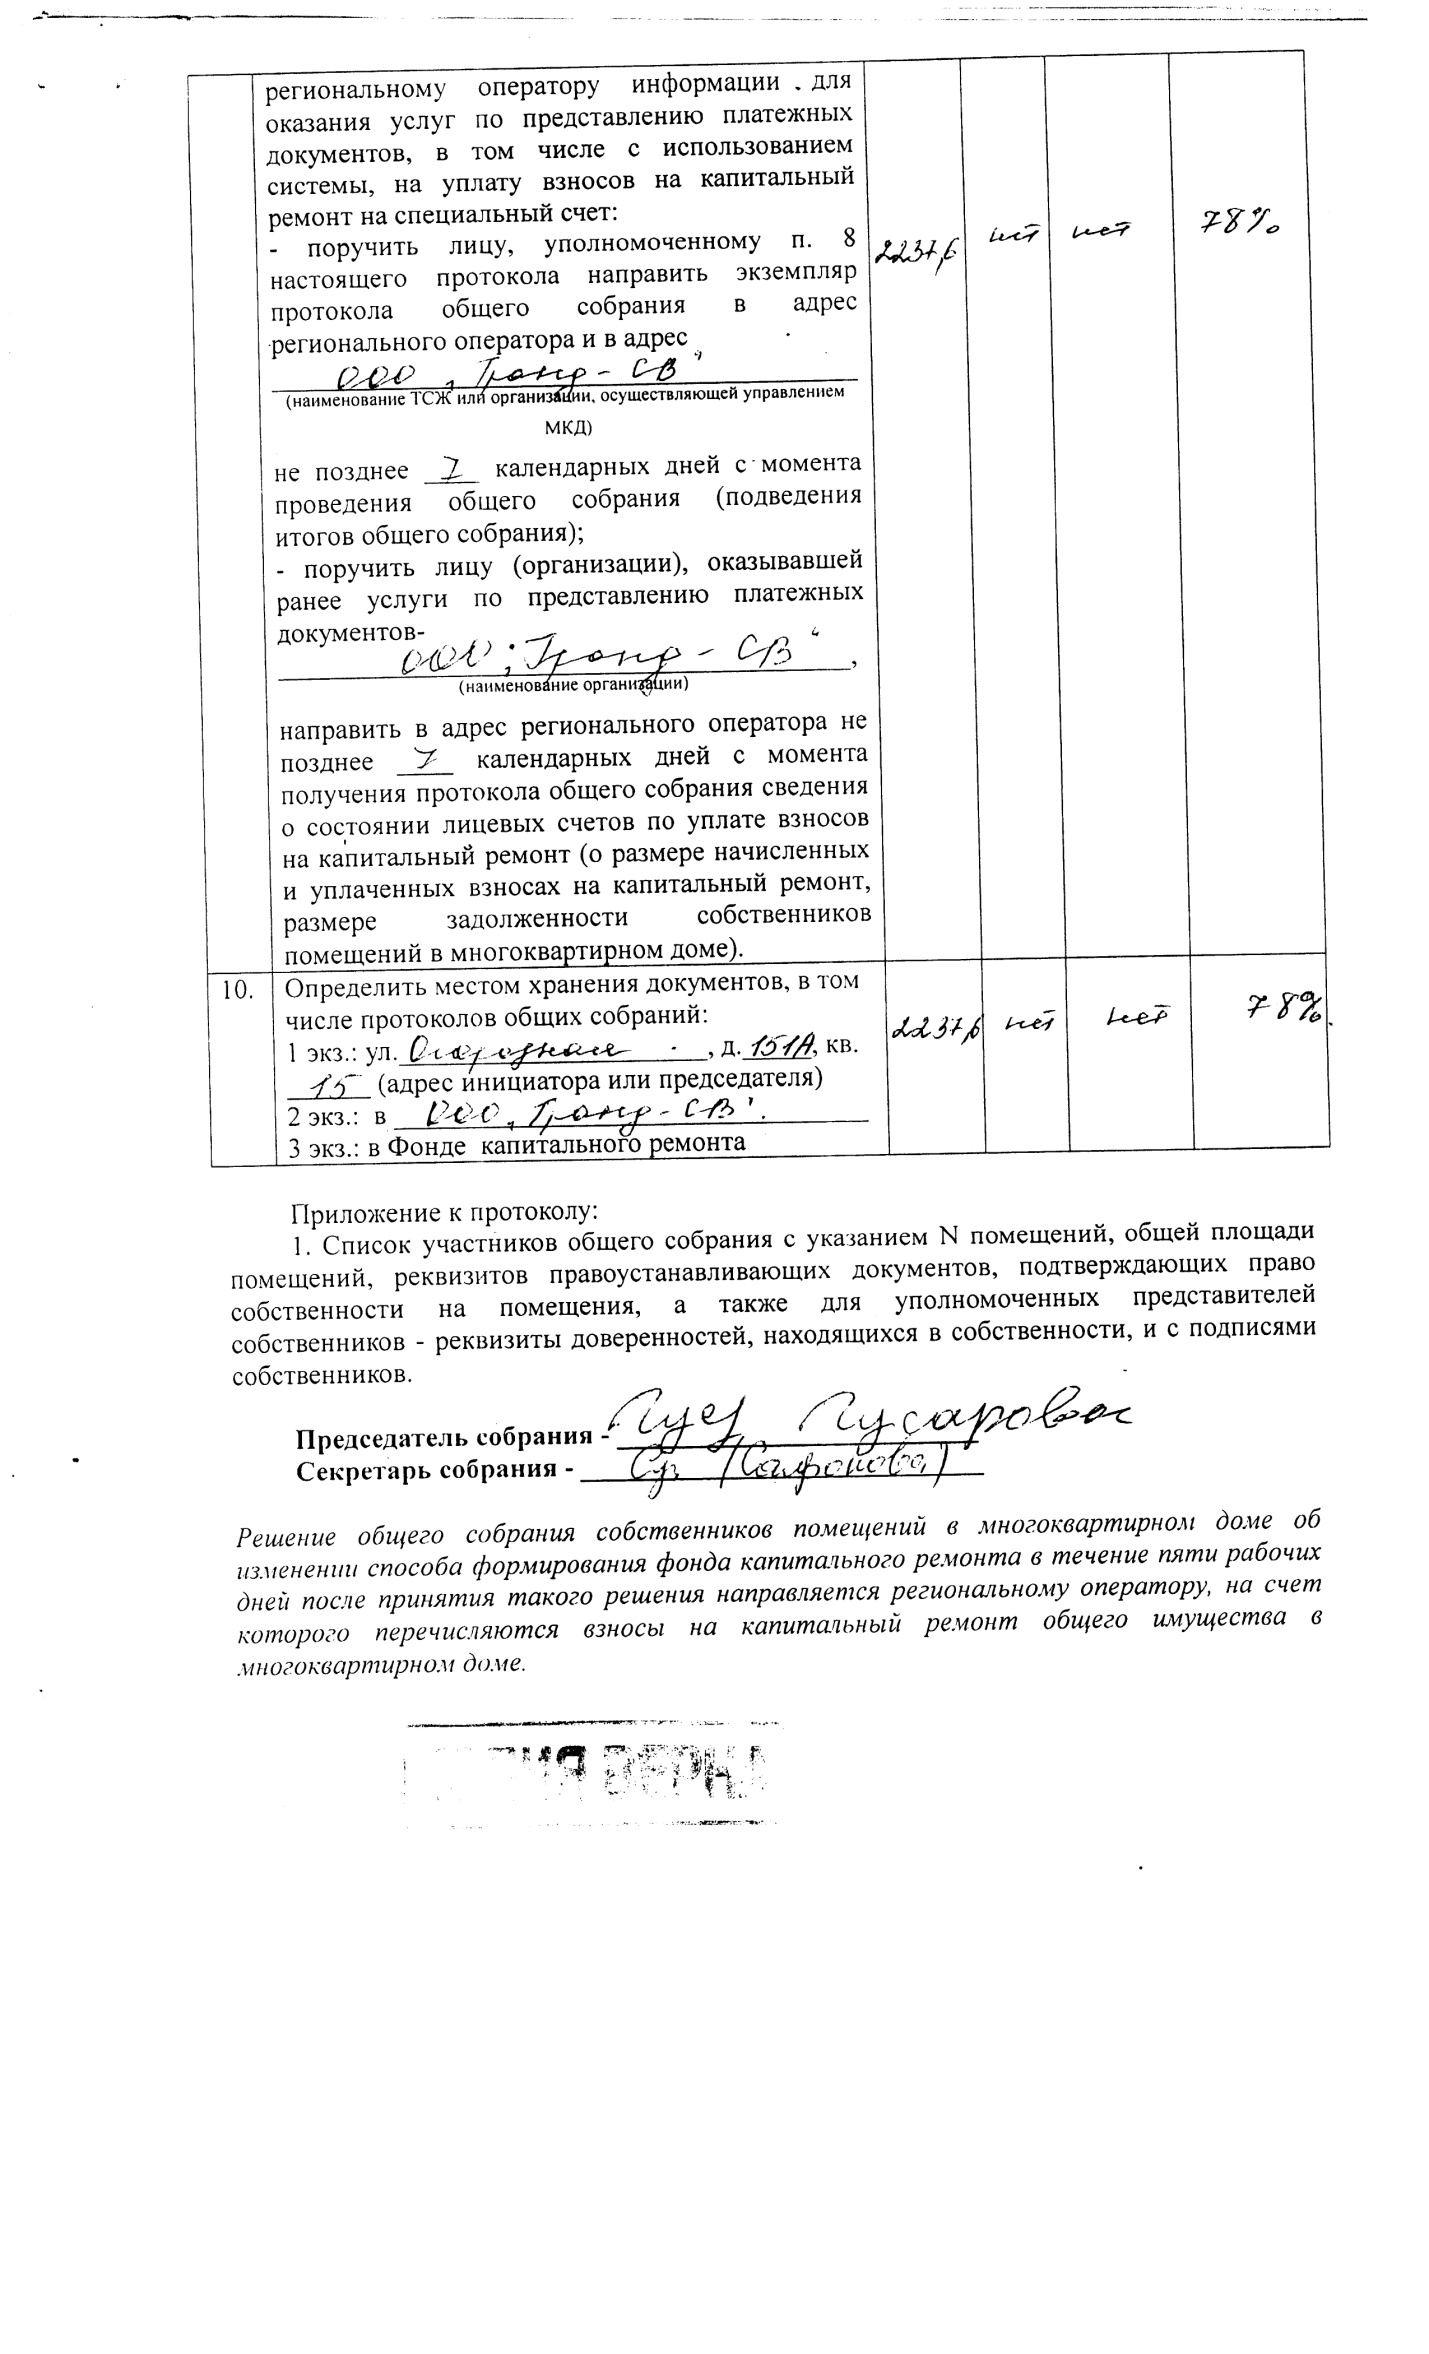 региональному оператору информации . для
оказания услуг по представлению платежных
документов, в том числе с использованием
системы, на уплату взносов на капитальный
ремонт на специальный счет:
- поручить лицу, уполномоченному п. 8
настоящего протокола направить экземпляр
протокола общего собрания в адрес
регионального оператора и в адрес
2237,6 нет нет 78%
ООО „Гранд - СВ"
(наименование ТСЖ или организации, осуществляющей управлением
МКД)
не позднее 7 календарных дней с момента
проведения общего собрания (подведения
итогов общего собрания);
- поручить лицу (организации), оказывавшей
ранее услуги по представлению платежных
документов-
ООО „Гранд - СВ",
(наименование организации)
направить в адрес регионального оператора не
позднее 7 календарных дней с момента
получения протокола общего собрания сведения
о состоянии лицевых счетов по уплате взносов
на капитальный ремонт (о размере начисленных
и уплаченных взносах на капитальный ремонт,
размере задолженности собственников
помещений в многоквартирном доме).
10. Определить местом хранения документов, в том
числе протоколов общих собраний:
2237,6 нет нет 78%.
1 экз.: ул. Огородная, д. 151А, кв.
15 (адрес инициатора или председателя)
2 экз.: в ООО „Гранд - СВ".
3 экз.: в Фонде капитального ремонта
Приложение к протоколу:
1. Список участников общего собрания с указанием N помещений, общей площади
помещений, реквизитов правоустанавливающих документов, подтверждающих право
собственности на помещения, а также для уполномоченных представителей
собственников - реквизиты доверенностей, находящихся в собственности, и с подписями
собственников.
Председатель собрания - Гусарова
Секретарь собрания - (Сафонова)
Решение общего собрания собственников помещений в многоквартирном доме об
изменении способа формирования фонда капитального ремонта в течение пяти рабочих
дней после принятия такого решения направляется региональному оператору, на счет
которого перечисляются взносы на капитальный ремонт общего имущества в
многоквартирном доме.
ВЕРНА